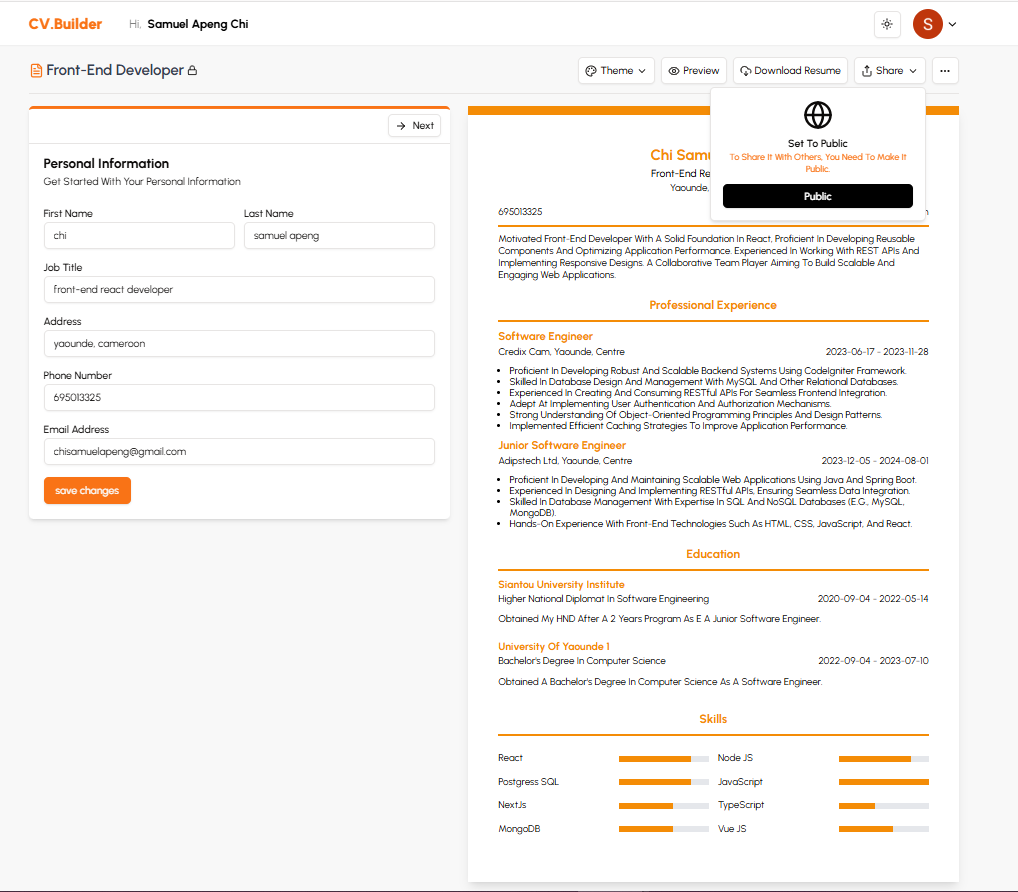 CV.Builder Hi, Samuel Apeng Chi S
Front-End Developer
Theme Preview Download Resume Share
Set To Public
To Share It With Others, You Need To Make It
Public.
Public
Next
Personal Information
Get Started With Your Personal Information
First Name Last Name
chi samuel apeng
Job Title
front-end react developer
Address
yaounde, cameroon
Phone Number
695013325
Email Address
chisamuelapeng@gmail.com
save changes
Chi
Front-End
Yaounde,
695013325
Motivated Front-End Developer With A Solid Foundation In React, Proficient In Developing Reusable
Components And Optimizing Application Performance. Experienced In Working With REST APIs And
Implementing Responsive Designs. A Collaborative Team Player Aiming To Build Scalable And
Engaging Web Applications.
Professional Experience
Software Engineer
Credix Cam, Yaounde, Centre 2023-06-17 - 2023-11-28
• Proficient In Developing Robust And Scalable Backend Systems Using CodeIgniter Framework.
• Skilled In Database Design And Management With MySQL And Other Relational Databases.
• Experienced In Creating And Consuming RESTful APIs For Seamless Frontend Integration.
• Adept At Implementing User Authentication And Authorization Mechanisms.
• Strong Understanding Of Object-Oriented Programming Principles And Design Patterns.
• Implemented Efficient Caching Strategies To Improve Application Performance.
Junior Software Engineer
Adipstech Ltd, Yaounde, Centre 2023-12-05 - 2024-08-01
• Proficient In Developing And Maintaining Scalable Web Applications Using Java And Spring Boot.
• Experienced In Designing And Implementing RESTful APIs, Ensuring Seamless Data Integration.
• Skilled In Database Management With Expertise In SQL And NoSQL Databases (E.G., MySQL,
MongoDB).
• Hands-On Experience With Front-End Technologies Such As HTML, CSS, JavaScript, And React.
Education
Siantou University Institute
Higher National Diplomat In Software Engineering 2020-09-04 - 2022-05-14
Obtained My HND After A 2 Years Program As E A Junior Software Engineer.
University Of Yaounde 1
Bachelor's Degree In Computer Science 2022-09-04 - 2023-07-10
Obtained A Bachelor's Degree In Computer Science As A Software Engineer.
Skills
React Node JS
Postgress SQL JavaScript
NextJs TypeScript
MongoDB Vue JS